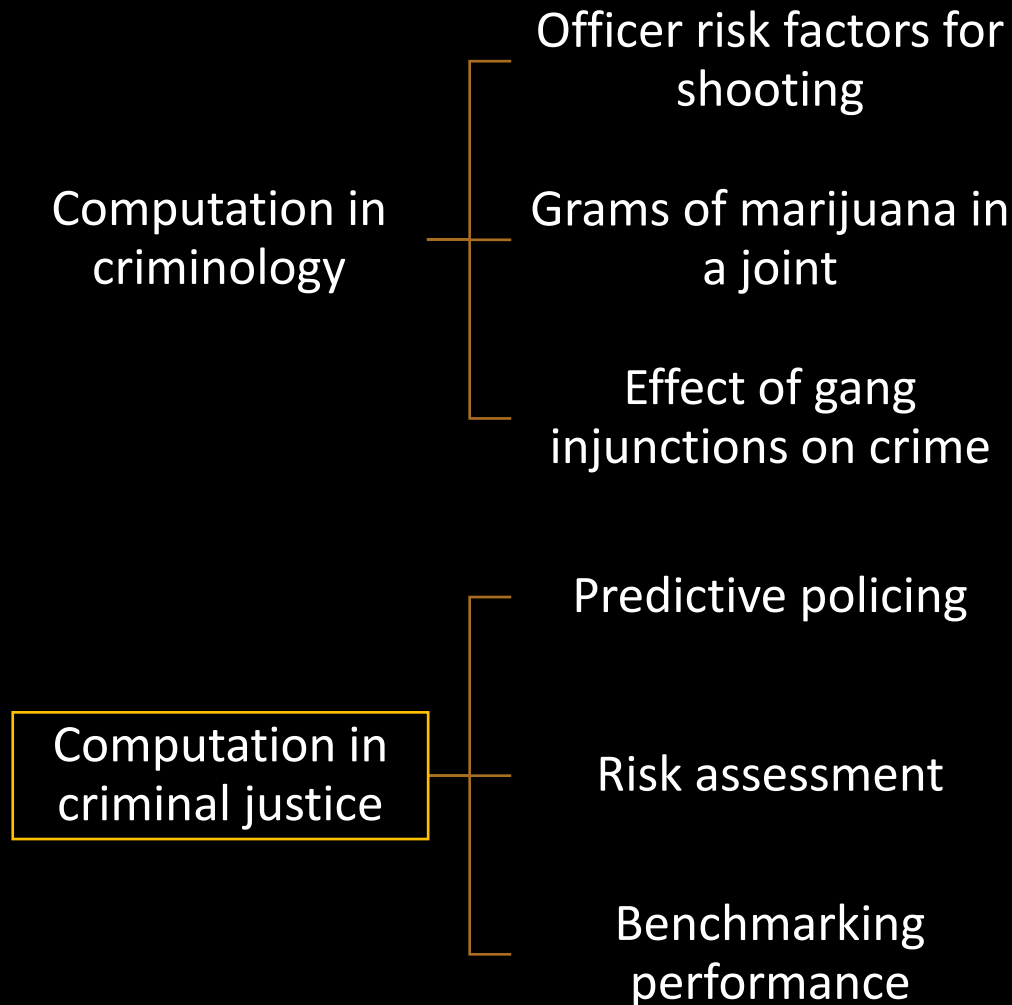 Computation in
criminology
Officer risk factors for
shooting
Grams of marijuana in
a joint
Effect of gang
injunctions on crime
Computation in
criminal justice
Predictive policing
Risk assessment
Benchmarking
performance